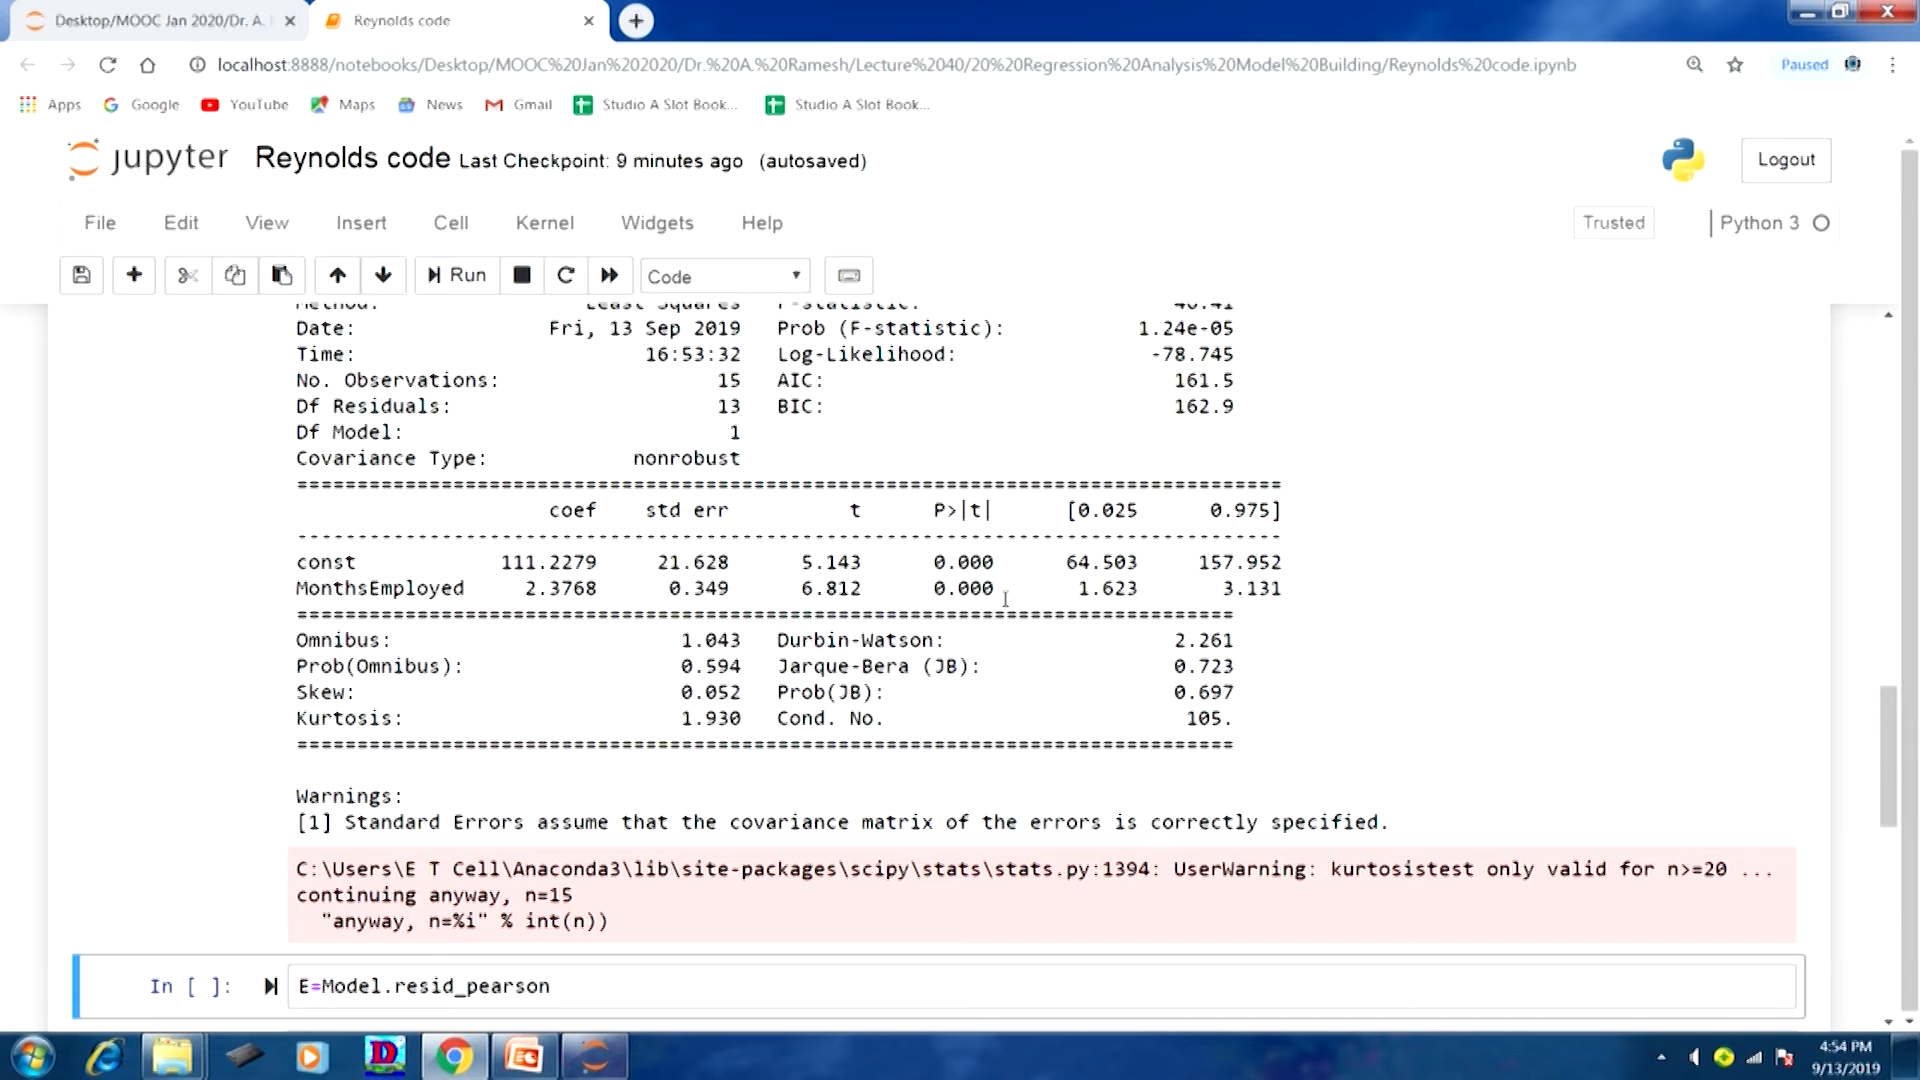 Desktop/MOOC Jan 2020/Dr. A.
Reynolds code
localhost:8888/notebooks/Desktop/MOOC%20Jan%202020/Dr.%20A.%20Ramesh/Lecture%2040/20%20Regression%20Analysis%20Model%20Building/Reynolds%20code.ipynb
Paused
Apps Google YouTube Maps News Gmail Studio A Slot Book... Studio A Slot Book...
jupyter Reynolds code Last Checkpoint: 9 minutes ago (autosaved)
Logout
File Edit View Insert Cell Kernel Widgets Help
Trusted
Python 3
Run
Code
Method: Least Squares F-statistic: 46.41
Date: Fri, 13 Sep 2019 Prob (F-statistic): 1.24e-05
Time: 16:53:32 Log-Likelihood: -78.745
No. Observations: 15 AIC: 161.5
Df Residuals: 13 BIC: 162.9
Df Model: 1
Covariance Type: nonrobust
==================================================================================
coef std err t P>|t| [0.025 0.975]
----------------------------------------------------------------------------------
const 111.2279 21.628 5.143 0.000 64.503 157.952
MonthsEmployed 2.3768 0.349 6.812 0.000 1.623 3.131
==============================================================================
Omnibus: 1.043 Durbin-Watson: 2.261
Prob(Omnibus): 0.594 Jarque-Bera (JB): 0.723
Skew: 0.052 Prob(JB): 0.697
Kurtosis: 1.930 Cond. No. 105.
==============================================================================
Warnings:
[1] Standard Errors assume that the covariance matrix of the errors is correctly specified.
C:\Users\E T Cell\Anaconda3\lib\site-packages\scipy\stats\stats.py:1394: UserWarning: kurtosistest only valid for n>=20 ...
continuing anyway, n=15
"anyway, n=%i" % int(n))
In [ ]: E=Model.resid_pearson
4:54 PM
9/13/2019